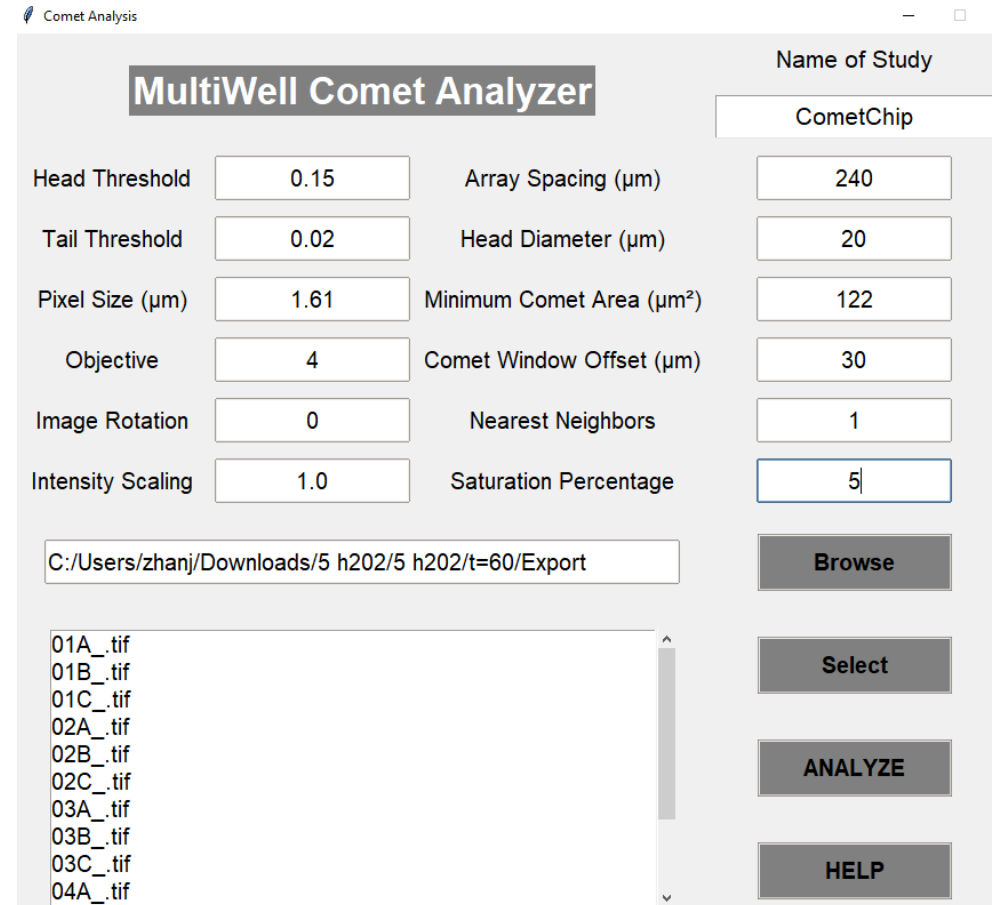 Comet Analysis
MultiWell Comet Analyzer
Name of Study
CometChip
Head Threshold 0.15 Array Spacing (µm) 240
Tail Threshold 0.02 Head Diameter (µm) 20
Pixel Size (µm) 1.61 Minimum Comet Area (µm²) 122
Objective 4 Comet Window Offset (µm) 30
Image Rotation 0 Nearest Neighbors 1
Intensity Scaling 1.0 Saturation Percentage 5
C:/Users/zhanj/Downloads/5 h202/5 h202/t=60/Export Browse
01A_.tif
01B_.tif
01C_.tif
02A_.tif
02B_.tif
02C_.tif
03A_.tif
03B_.tif
03C_.tif
04A_.tif
Select
ANALYZE
HELP